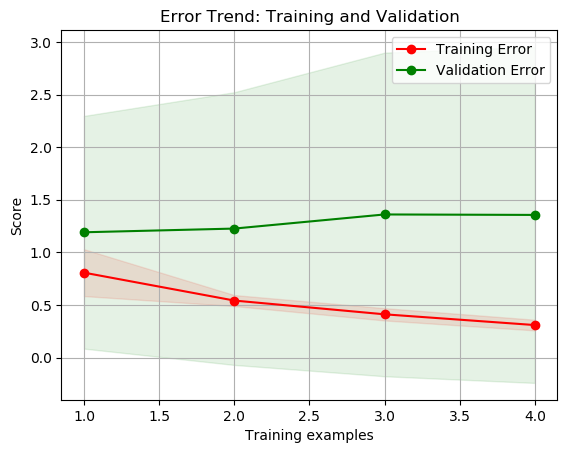 Error Trend: Training and Validation
3.0
2.5
2.0
1.5
1.0
0.5
0.0
Score
Training Error
Validation Error
1.0 1.5 2.0 2.5 3.0 3.5 4.0
Training examples